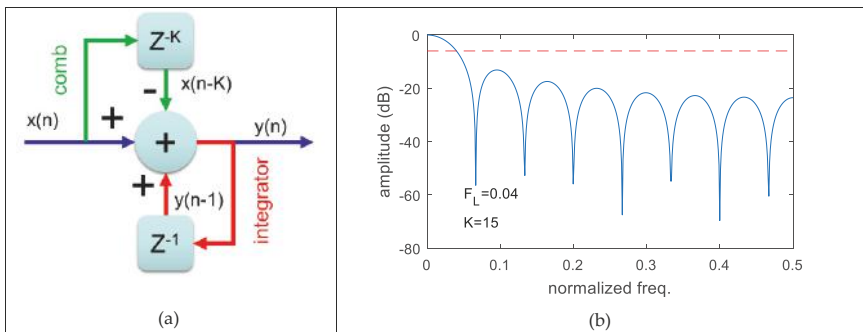 Z-K
comb
x(n-K)
-
x(n)
+
+
y(n)
+
y(n-1)
integrator
Z-1
(a)
0
-20
-40
-60
-80
amplitude (dB)
F_L=0.04
K=15
0
0.1
0.2
0.3
0.4
0.5
normalized freq.
(b)